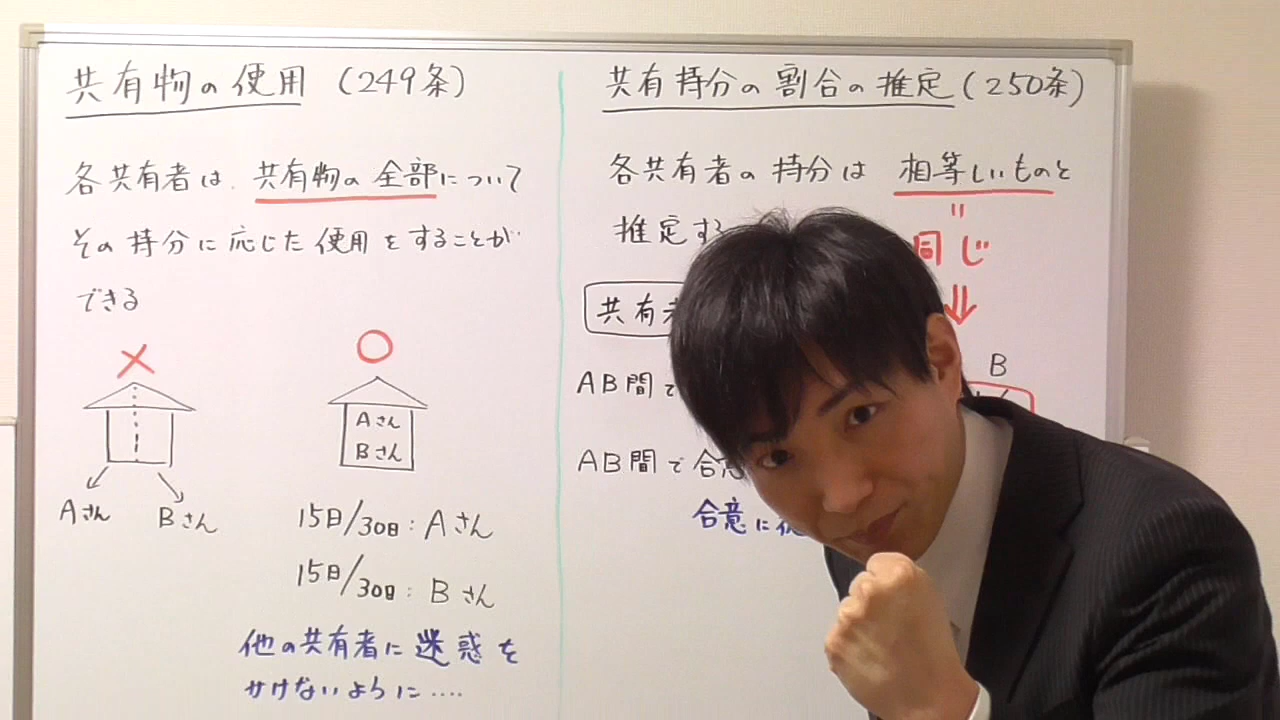 共有物の使用 (249条)
各共有者は、共有物の全部について
その持分に応じた使用をすることが
できる
×
○
Aさん
Bさん
Aさん
Bさん
15日/30日:Aさん
15日/30日:Bさん
他の共有者に迷惑を
かけないように‥‥
共有持分の割合の推定(250条)
各共有者の持分は 相等しいものと
推定す
=
同じ
⇓
共有
B
AB間で
AB間で合意
合意に従